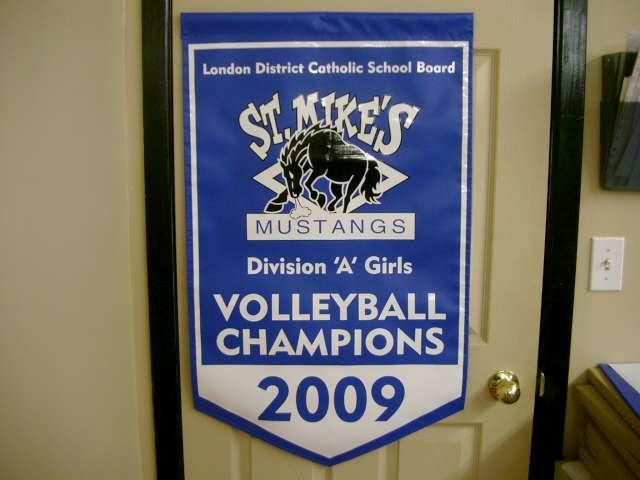 London District Catholic School Board
ST. MIKE'S
MUSTANGS
Division 'A' Girls
VOLLEYBALL
CHAMPIONS
2009